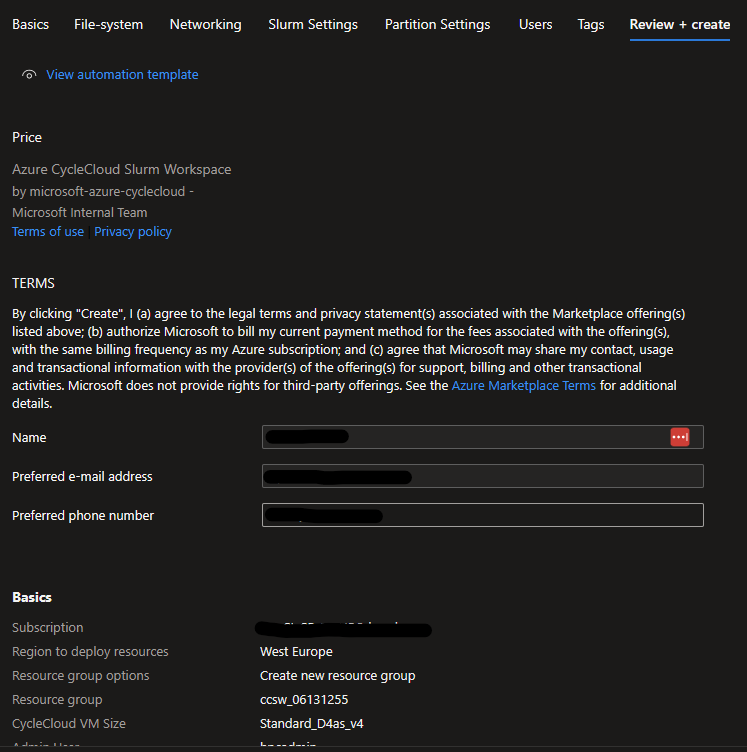 Basics File-system Networking Slurm Settings Partition Settings Users Tags Review + create
View automation template
Price
Azure CycleCloud Slurm Workspace
by microsoft-azure-cyclecloud -
Microsoft Internal Team
Terms of use | Privacy policy
TERMS
By clicking "Create", I (a) agree to the legal terms and privacy statement(s) associated with the Marketplace offering(s)
listed above; (b) authorize Microsoft to bill my current payment method for the fees associated with the offering(s),
with the same billing frequency as my Azure subscription; and (c) agree that Microsoft may share my contact, usage
and transactional information with the provider(s) of the offering(s) for support, billing and other transactional
activities. Microsoft does not provide rights for third-party offerings. See the Azure Marketplace Terms for additional
details.
Name
Preferred e-mail address
Preferred phone number
Basics
Subscription
Region to deploy resources West Europe
Resource group options Create new resource group
Resource group ccsw_06131255
CycleCloud VM Size Standard_D4as_v4
Admin User hpcadmin